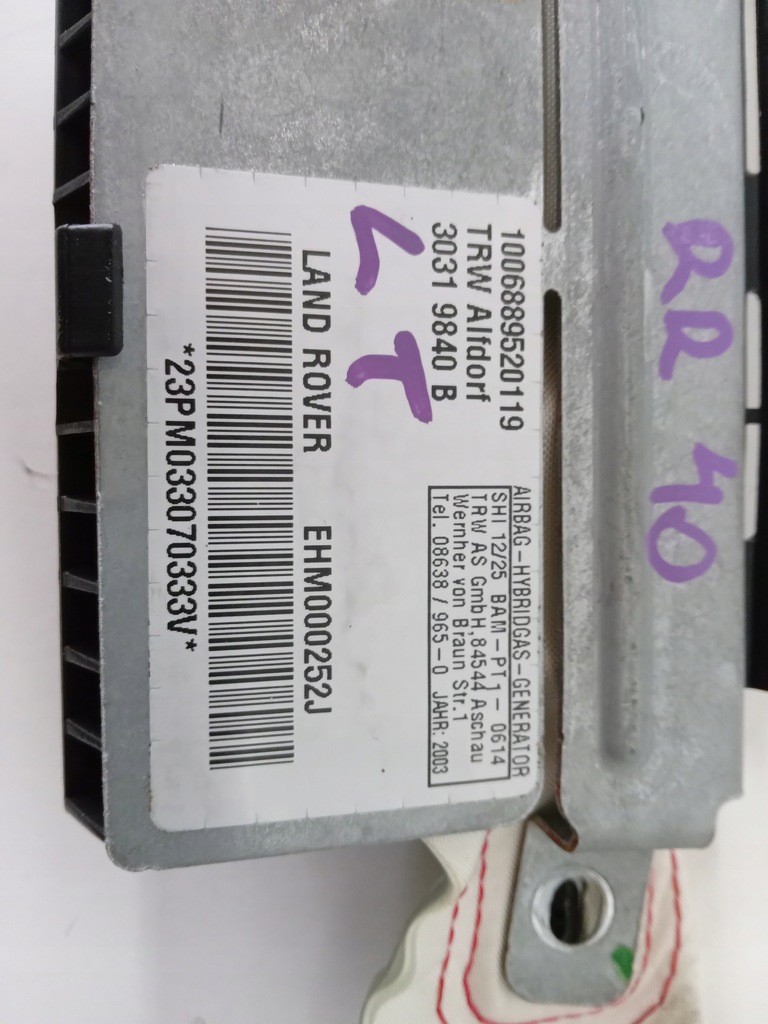 RR 40
1006889520119
TRW Alfdorf
3031 9840 B
AIRBAG-HYBRIDGAS-GENERATOR
SHI 12/25 BAM-PT1-0614
TRW AS GmbH,84544 Aschau
Wernher von Braun Str.1
Tel. 08638 / 965-0 JAHR: 2003
LT
LAND ROVER EHM000252J
*23PM033070333V*